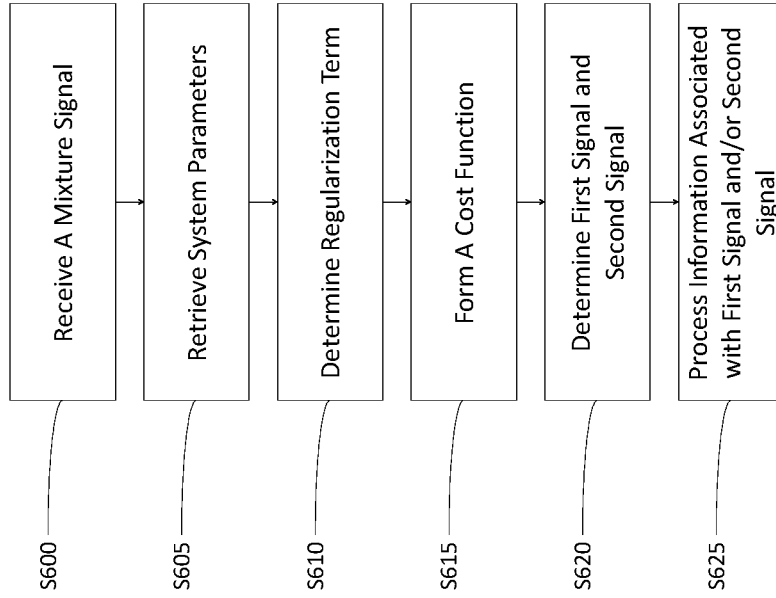 S600
Receive A Mixture Signal
S605
Retrieve System Parameters
S610
Determine Regularization Term
S615
Form A Cost Function
S620
Determine First Signal and
Second Signal
S625
Process Information Associated
with First Signal and/or Second
Signal